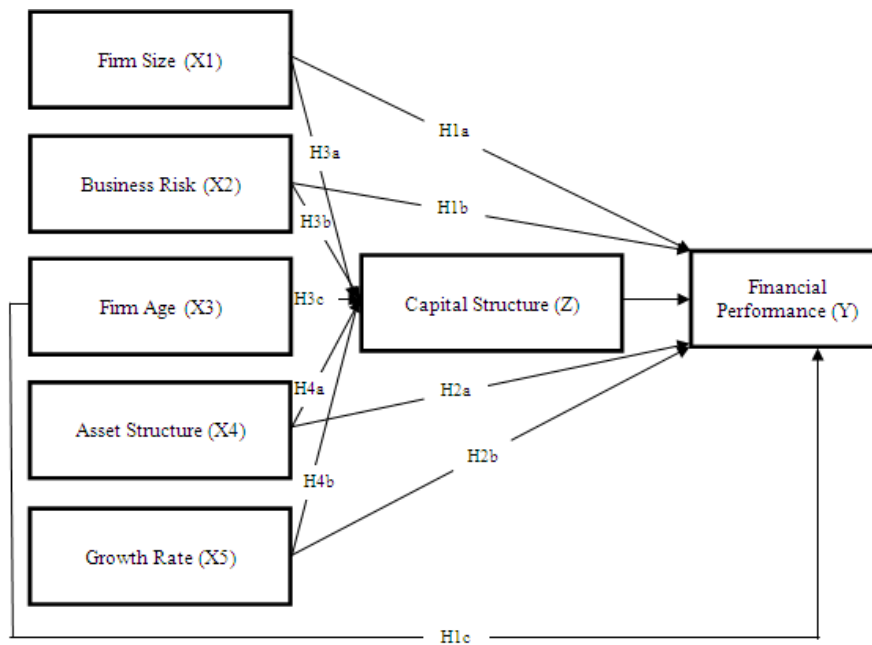 Firm Size (X1)
H1a
H3a
Business Risk (X2)
H1b
H3b
Firm Age (X3)
H3c
Capital Structure (Z)
Financial
Performance (Y)
H4a
H2a
Asset Structure (X4)
H2b
H4b
Growth Rate (X5)
H1c